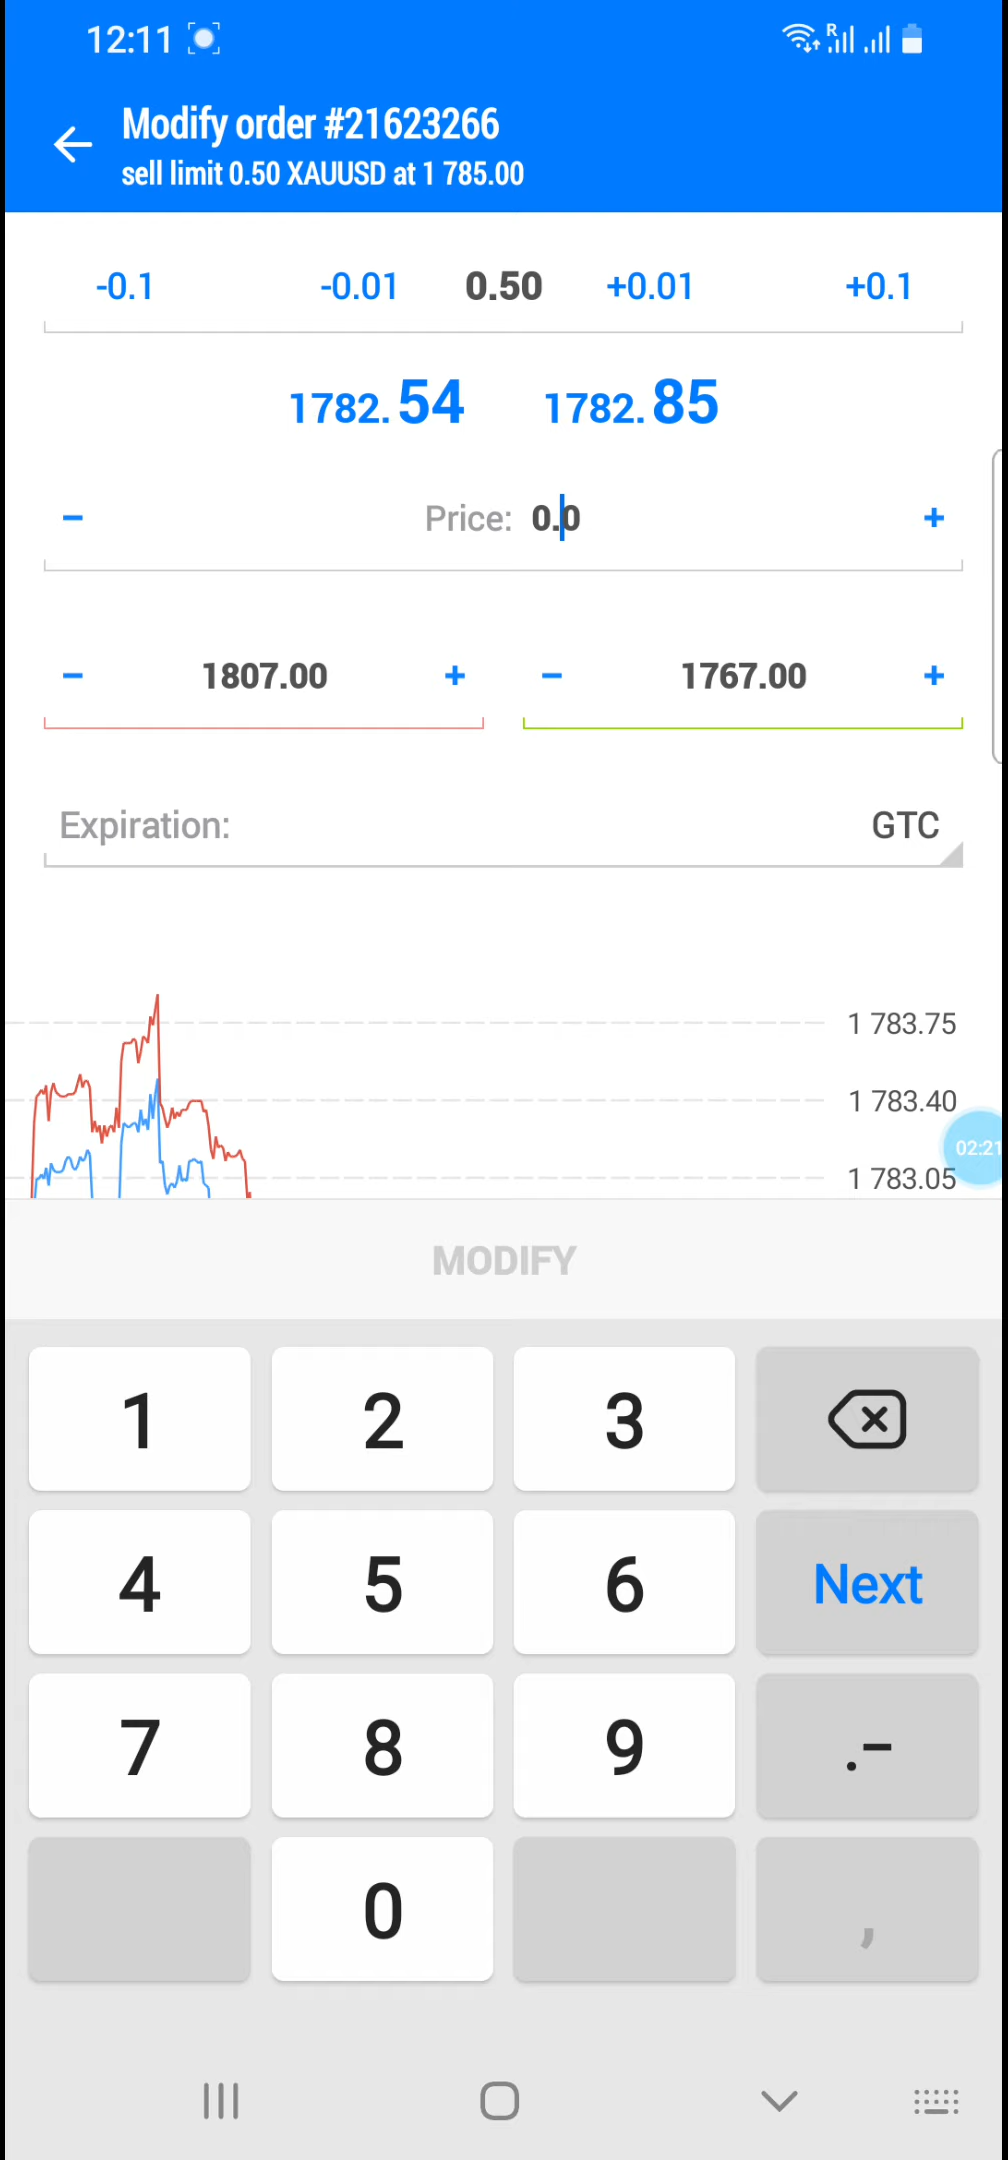 12:11
R
Modify order #21623266
sell limit 0.50 XAUUSD at 1 785.00
-0.1 -0.01 0.50 +0.01 +0.1
1782.54 1782.85
− Price: 0.0 +
− 1807.00 + − 1767.00 +
Expiration: GTC
1 783.75
1 783.40
02:21
1 783.05
MODIFY
1 2 3
4 5 6 Next
7 8 9 .−
0 ,